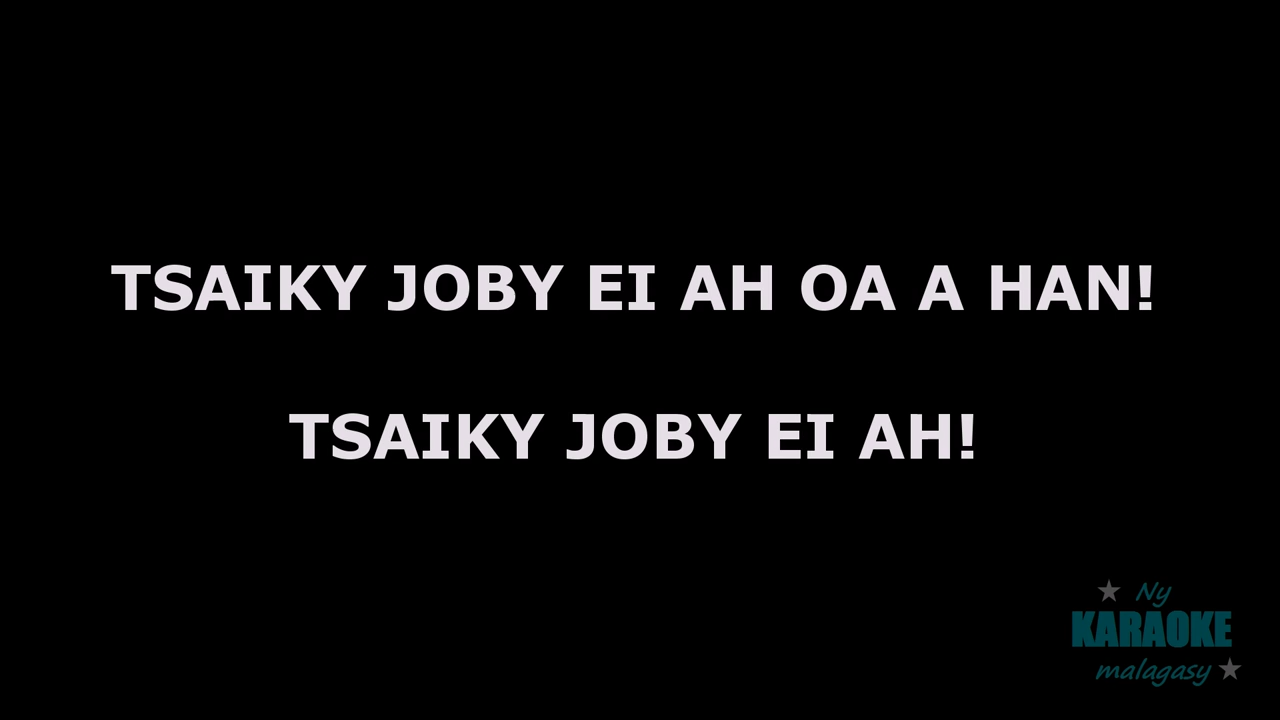 TSAIKY JOBY EI AH OA A HAN!
TSAIKY JOBY EI AH!
Ny
KARAOKE
malagasy